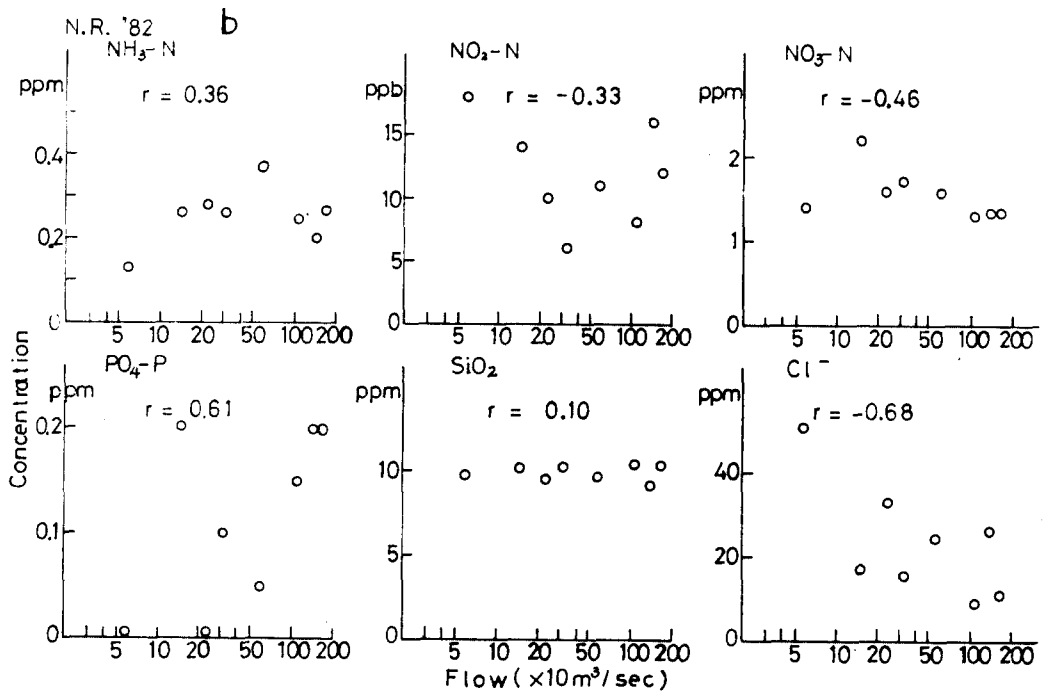 N.R. '82 b
NH₃-N
ppm
r = 0.36
0.4
0.2
0
5 10 20 50 100 200
NO₂-N
ppb
r = -0.33
15
10
5
0
5 10 20 50 100 200
NO₃-N
ppm
r = -0.46
2
1
0
5 10 20 50 100 200
Concentration
PO₄-P
ppm
r = 0.61
0.2
0.1
0
5 10 20 50 100 200
SiO₂
ppm
r = 0.10
10
5
0
5 10 20 50 100 200
Cl⁻
ppm
r = -0.68
40
20
0
5 10 20 50 100 200
Flow (×10 m³/sec)